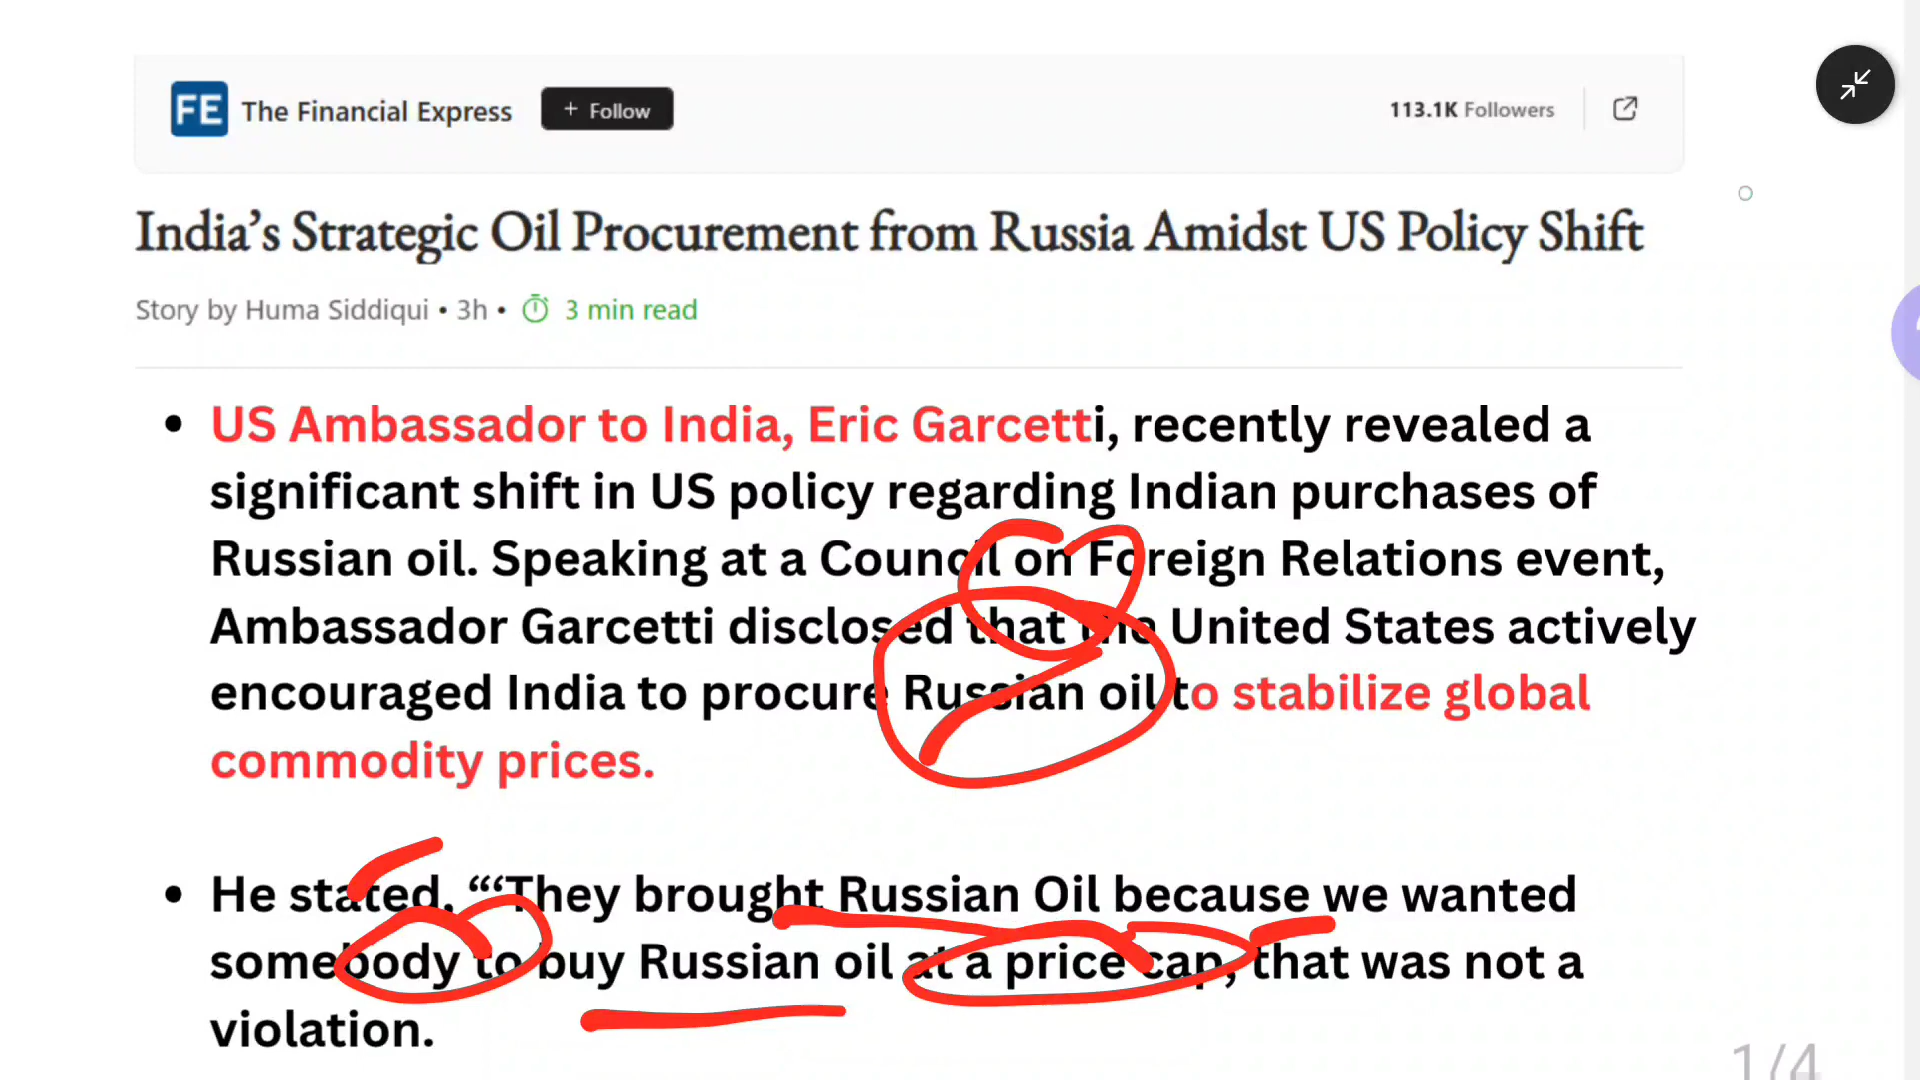 FE The Financial Express + Follow 113.1K Followers
India's Strategic Oil Procurement from Russia Amidst US Policy Shift
Story by Huma Siddiqui • 3h • 3 min read
• US Ambassador to India, Eric Garcetti, recently revealed a
significant shift in US policy regarding Indian purchases of
Russian oil. Speaking at a Council on Foreign Relations event,
Ambassador Garcetti disclosed that the United States actively
encouraged India to procure Russian oil to stabilize global
commodity prices.
• He stated, “‘They brought Russian Oil because we wanted
somebody to buy Russian oil at a price cap, that was not a
violation.
1/4